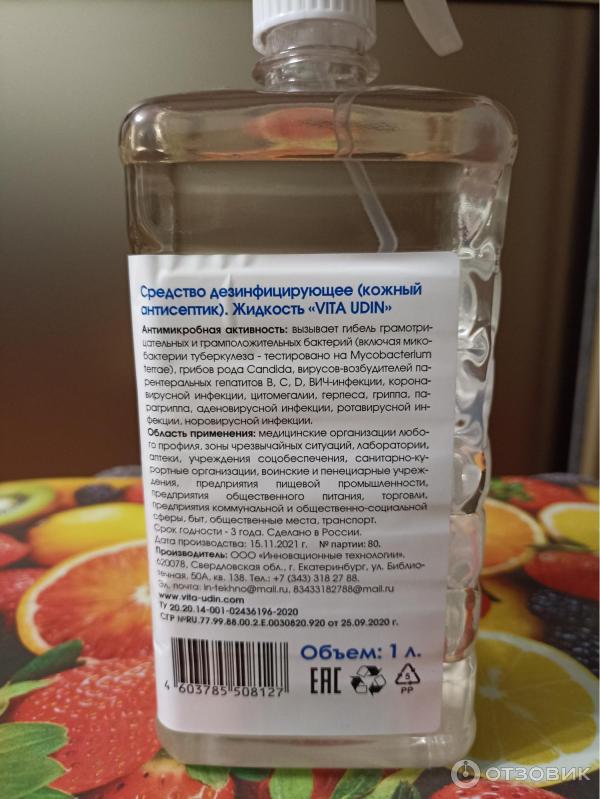 Средство дезинфицирующее (кожный
антисептик). Жидкость «VITA UDIN»
Антимикробная активность: вызывает гибель грамотри-
цательных и грамположительных бактерий (включая мико-
бактерии туберкулеза - тестировано на Mycobacterium
terrae), грибов рода Candida, вирусов-возбудителей па-
рентеральных гепатитов В, С, D, ВИЧ-инфекции, корона-
вирусной инфекции, цитомегалии, герпеса, гриппа, па-
рагриппа, аденовирусной инфекции, ротавирусной ин-
фекции, норовирусной инфекции.
Область применения: медицинские организации любо-
го профиля, зоны чрезвычайных ситуаций, лаборатории,
аптеки, учреждения соцобеспечения, санитарно-ку-
рортные организации, воинские и пенециарные учреж-
дения, предприятия пищевой промышленности,
предприятия общественного питания, торговли,
предприятия коммунальной и общественно-социальной
сферы, быт, общественные места, транспорт.
Срок годности - 3 года. Сделано в России.
Дата производства: 15.11.2021 г. № партии: 80.
Производитель: ООО «Инновационные технологии».
620078, Свердловская обл., г. Екатеринбург, ул. Библио-
течная, 50А, кв. 138. Тел.: +7 (343) 318 27 88.
Эл. почта: in-tekhno@mail.ru, 83433182788@mail.ru
www.vita-udin.com
ТУ 20.20.14-001-02436196-2020
СГР №RU.77.99.88.00.2.Е.0030820.920 от 25.09.2020 г.
Объем: 1 л.
4 603785 508127
EAC
5
PP
ОТЗОВИК